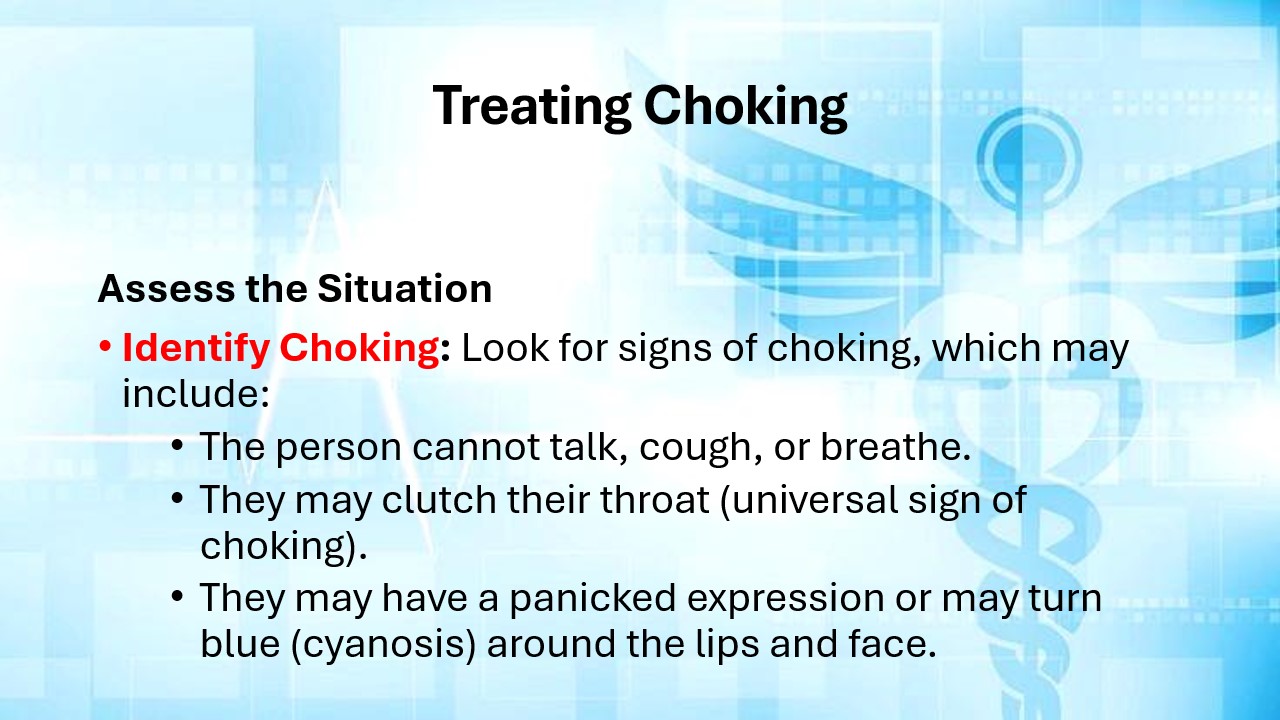 Treating Choking
Assess the Situation
• Identify Choking: Look for signs of choking, which may
include:
• The person cannot talk, cough, or breathe.
• They may clutch their throat (universal sign of
choking).
• They may have a panicked expression or may turn
blue (cyanosis) around the lips and face.